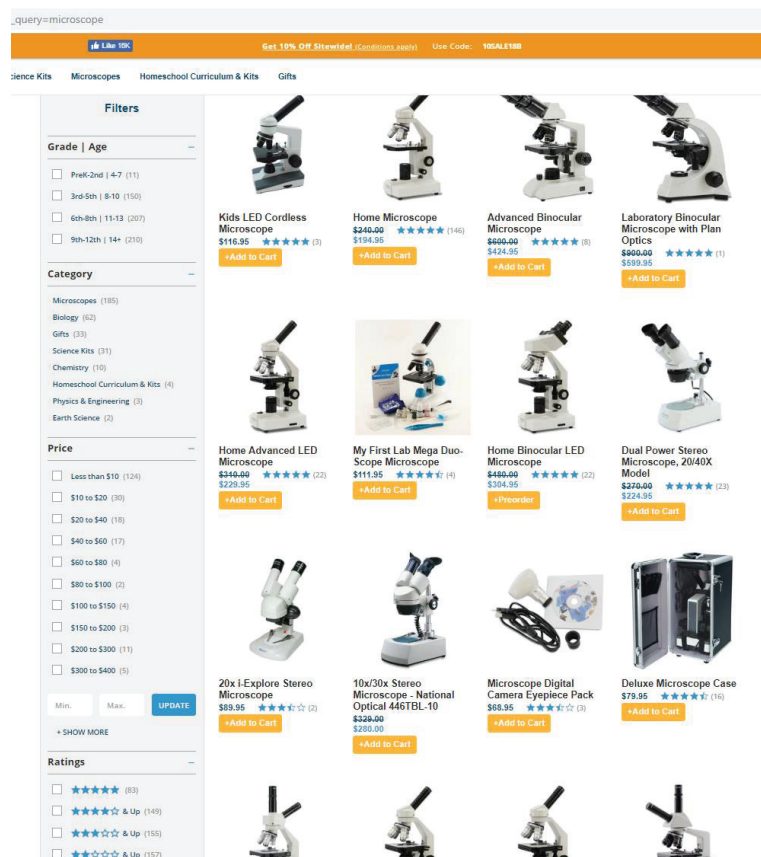 _query=microscope
Like 16K
Get 10% Off Sitewide! (Conditions apply) Use Code: 10SALE18B
cience Kits Microscopes Homeschool Curriculum & Kits Gifts
Filters
Grade | Age
PreK-2nd | 4-7 (11)
3rd-5th | 8-10 (150)
6th-8th | 11-13 (207)
9th-12th | 14+ (210)
Category
Microscopes (185)
Biology (62)
Gifts (33)
Science Kits (31)
Chemistry (10)
Homeschool Curriculum & Kits (4)
Physics & Engineering (3)
Earth Science (2)
Price
Less than $10 (124)
$10 to $20 (30)
$20 to $40 (18)
$40 to $60 (17)
$60 to $80 (4)
$80 to $100 (2)
$100 to $150 (4)
$150 to $200 (3)
$200 to $300 (11)
$300 to $400 (5)
Min. Max. UPDATE
+ SHOW MORE
Ratings
(83)
& Up (149)
& Up (155)
& Up (157)
Kids LED Cordless
Microscope
$116.95 (3)
+Add to Cart
Home Microscope
$240.00 (146)
$194.95
+Add to Cart
Advanced Binocular
Microscope
$600.00 (8)
$424.95
+Add to Cart
Laboratory Binocular
Microscope with Plan
Optics
$900.00 (1)
$599.95
+Add to Cart
Home Advanced LED
Microscope
$310.00 (22)
$229.95
+Add to Cart
My First Lab Mega Duo-
Scope Microscope
$111.95 (4)
+Add to Cart
Home Binocular LED
Microscope
$480.00 (22)
$304.95
+Preorder
Dual Power Stereo
Microscope, 20/40X
Model
$270.00 (23)
$224.95
+Add to Cart
20x i-Explore Stereo
Microscope
$89.95 (2)
+Add to Cart
10x/30x Stereo
Microscope - National
Optical 446TBL-10
$329.00
$280.00
+Add to Cart
Microscope Digital
Camera Eyepiece Pack
$68.95 (3)
+Add to Cart
Deluxe Microscope Case
$79.95 (16)
+Add to Cart